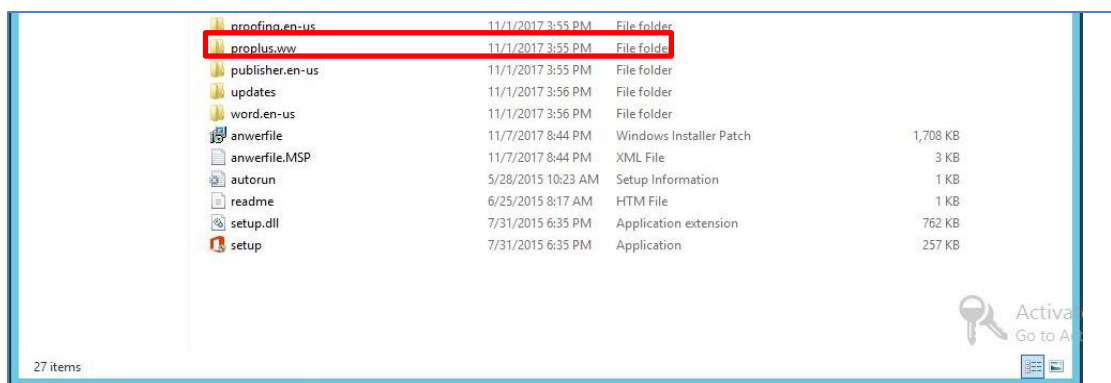 proofing.en-us 11/1/2017 3:55 PM File folder
proplus.ww 11/1/2017 3:55 PM File folder
publisher.en-us 11/1/2017 3:55 PM File folder
updates 11/1/2017 3:56 PM File folder
word.en-us 11/1/2017 3:56 PM File folder
anwerfile 11/7/2017 8:44 PM Windows Installer Patch 1,708 KB
anwerfile.MSP 11/7/2017 8:44 PM XML File 3 KB
autorun 5/28/2015 10:23 AM Setup Information 1 KB
readme 6/25/2015 8:17 AM HTM File 1 KB
setup.dll 7/31/2015 6:35 PM Application extension 762 KB
setup 7/31/2015 6:35 PM Application 257 KB
Go to
27 items